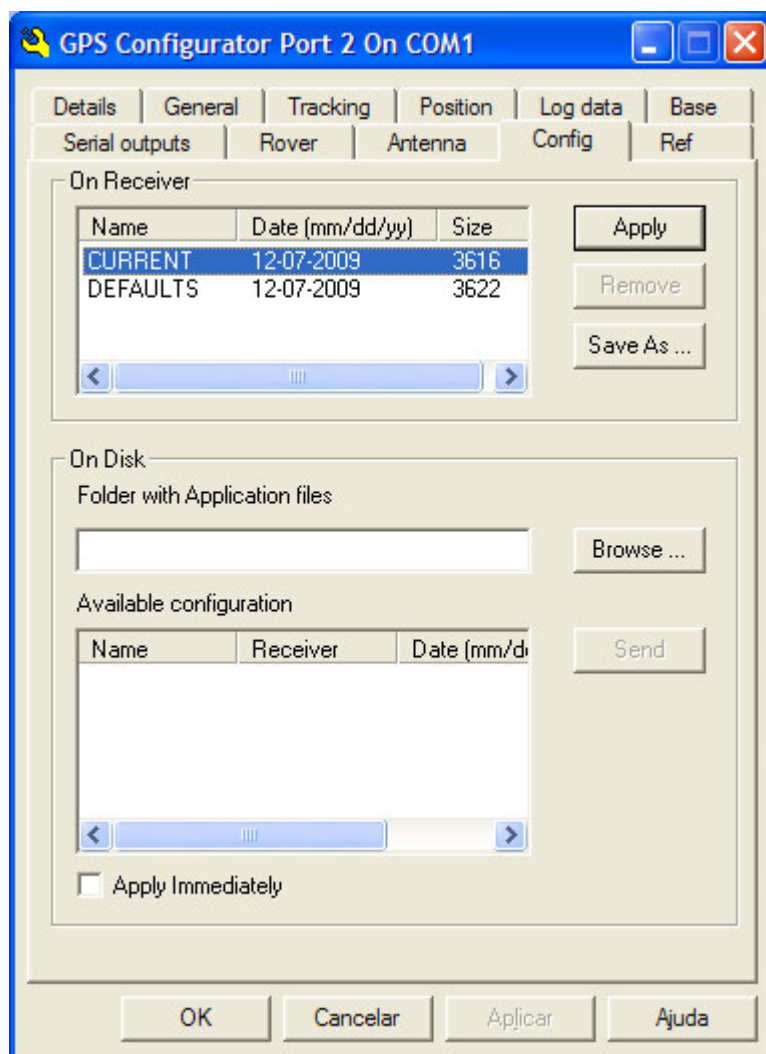 GPS Configurator Port 2 On COM1
Details General Tracking Position Log data Base
Serial outputs Rover Antenna Config Ref
On Receiver
Name Date (mm/dd/yy) Size
CURRENT 12-07-2009 3616
DEFAULTS 12-07-2009 3622
Apply
Remove
Save As ...
On Disk
Folder with Application files
Browse ...
Available configuration
Name Receiver Date (mm/d
Send
Apply Immediately
OK Cancelar Aplicar Ajuda